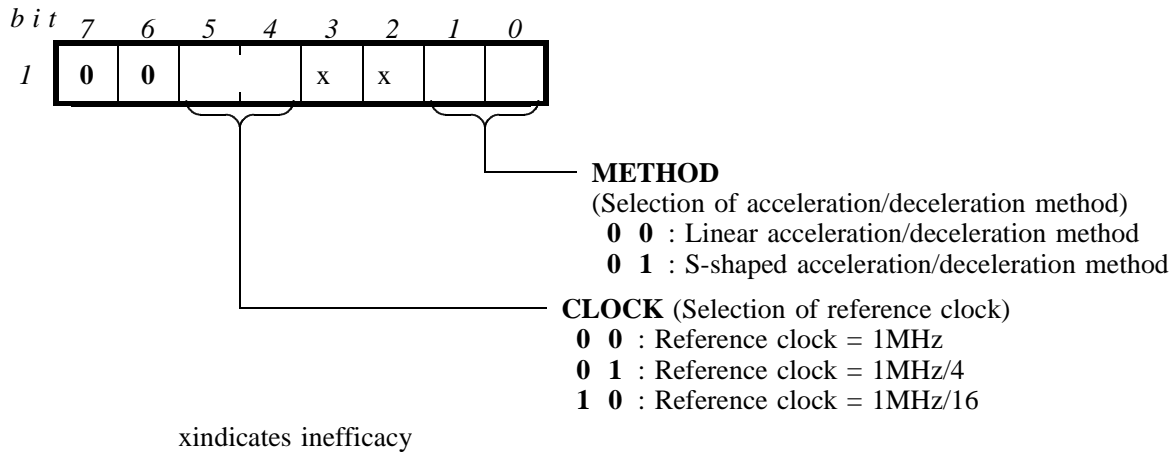 bit 7 6 5 4 3 2 1 0
1 0 0 x x
METHOD
(Selection of acceleration/deceleration method)
0 0 : Linear acceleration/deceleration method
0 1 : S-shaped acceleration/deceleration method
CLOCK (Selection of reference clock)
0 0 : Reference clock = 1MHz
0 1 : Reference clock = 1MHz/4
1 0 : Reference clock = 1MHz/16
xindicates inefficacy